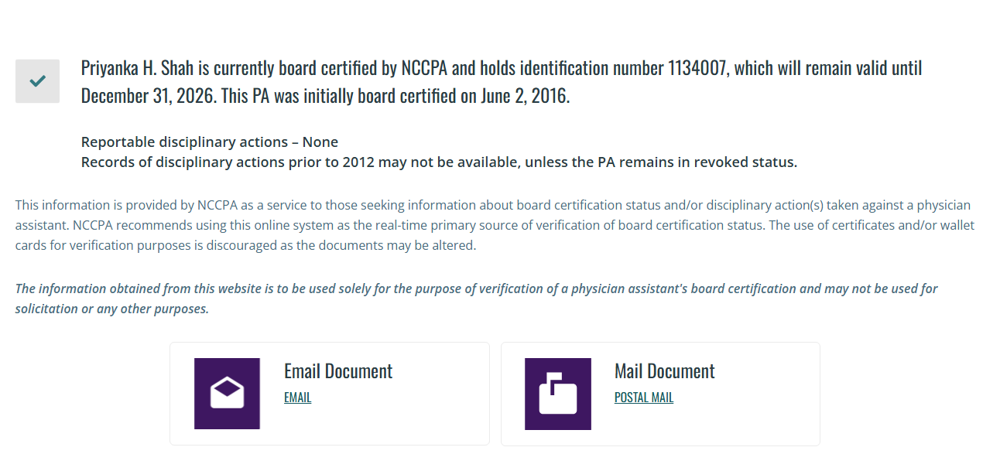 Priyanka H. Shah is currently board certified by NCCPA and holds identification number 1134007, which will remain valid until
December 31, 2026. This PA was initially board certified on June 2, 2016.
Reportable disciplinary actions – None
Records of disciplinary actions prior to 2012 may not be available, unless the PA remains in revoked status.
This information is provided by NCCPA as a service to those seeking information about board certification status and/or disciplinary action(s) taken against a physician
assistant. NCCPA recommends using this online system as the real-time primary source of verification of board certification status. The use of certificates and/or wallet
cards for verification purposes is discouraged as the documents may be altered.
The information obtained from this website is to be used solely for the purpose of verification of a physician assistant's board certification and may not be used for
solicitation or any other purposes.
Email Document
EMAIL
Mail Document
POSTAL MAIL